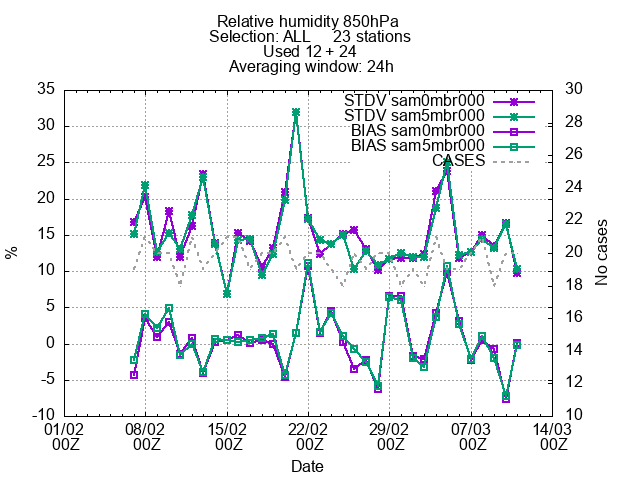 Relative humidity 850hPa
Selection: ALL 23 stations
Used 12 + 24
Averaging window: 24h
STDV sam0mbr000
STDV sam5mbr000
BIAS sam0mbr000
BIAS sam5mbr000
CASES
35
30
25
20
15
10
5
0
-5
-10
%
30
28
26
24
22
20
18
16
14
12
10
No cases
01/02 08/02 15/02 22/02 29/02 07/03 14/03
00Z 00Z 00Z 00Z 00Z 00Z 00Z
Date